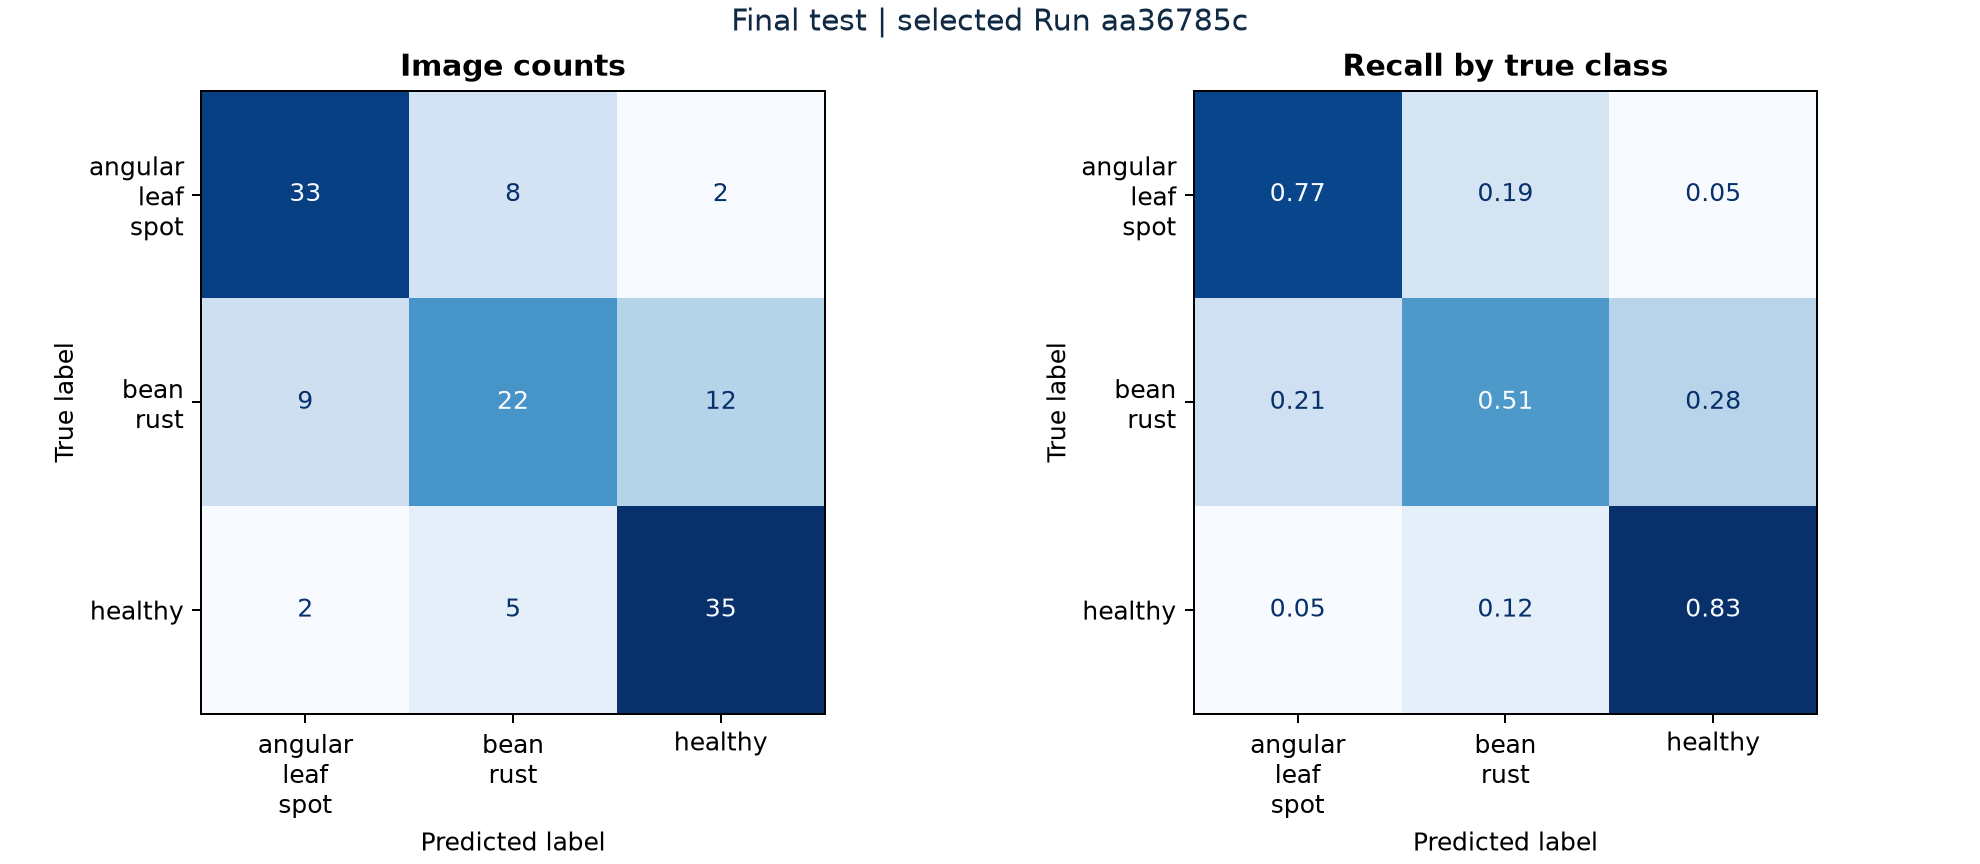 Final test | selected Run aa36785c
Image counts
True label
angular
leaf
spot
33 8 2
bean
rust
9 22 12
healthy
2 5 35
angular
leaf
spot
bean
rust
healthy
Predicted label
Recall by true class
True label
angular
leaf
spot
0.77 0.19 0.05
bean
rust
0.21 0.51 0.28
healthy
0.05 0.12 0.83
angular
leaf
spot
bean
rust
healthy
Predicted label